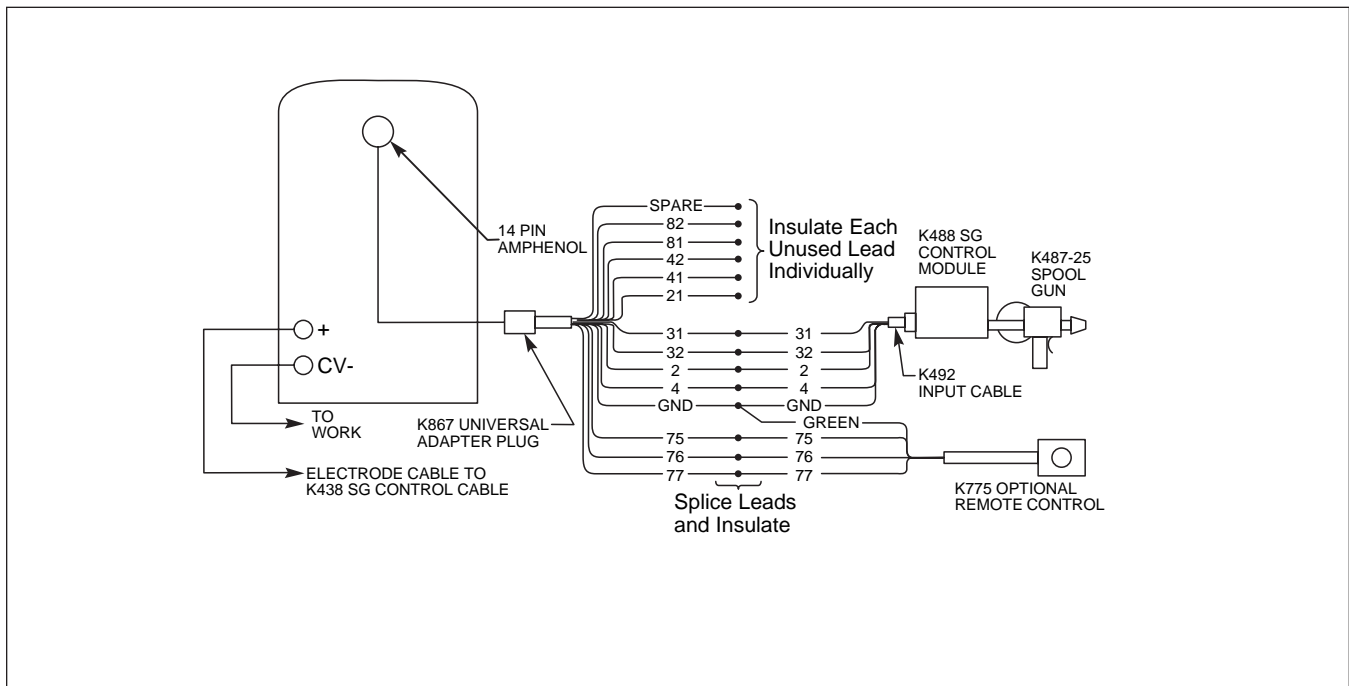 SPARE
82
81
42
41
21
Insulate Each
Unused Lead
Individually
14 PIN
AMPHENOL
K488 SG
CONTROL
MODULE
K487-25
SPOOL
GUN
+
CV-
31 31
32 32
2 2
4 4
GND GND
GREEN
75 75
76 76
77 77
K492
INPUT CABLE
TO
WORK
K867 UNIVERSAL
ADAPTER PLUG
ELECTRODE CABLE TO
K438 SG CONTROL CABLE
Splice Leads
and Insulate
K775 OPTIONAL
REMOTE CONTROL